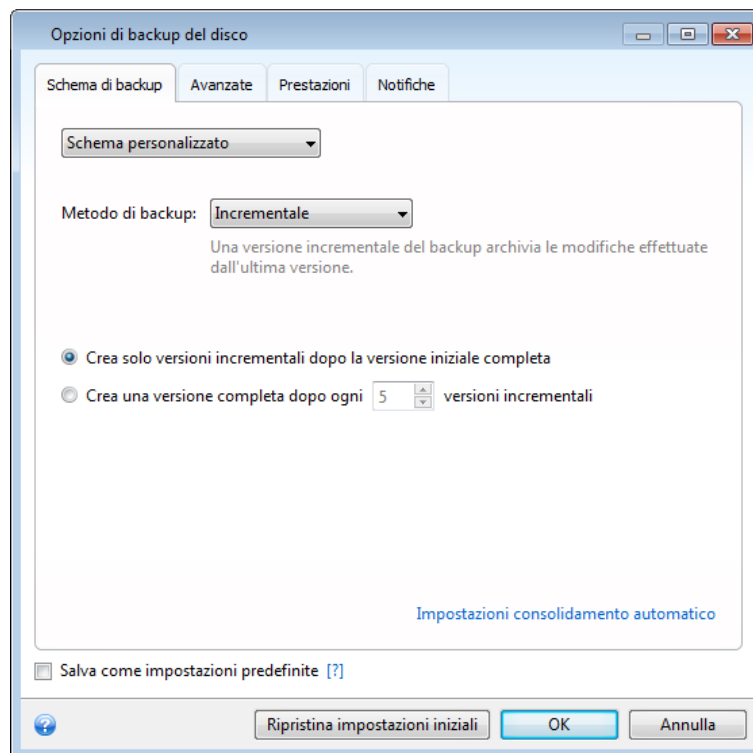 Opzioni di backup del disco
Schema di backup Avanzate Prestazioni Notifiche
Schema personalizzato
Metodo di backup: Incrementale
Una versione incrementale del backup archivia le modifiche effettuate
dall'ultima versione.
Crea solo versioni incrementali dopo la versione iniziale completa
Crea una versione completa dopo ogni 5 versioni incrementali
Impostazioni consolidamento automatico
Salva come impostazioni predefinite [?]
? Ripristina impostazioni iniziali OK Annulla